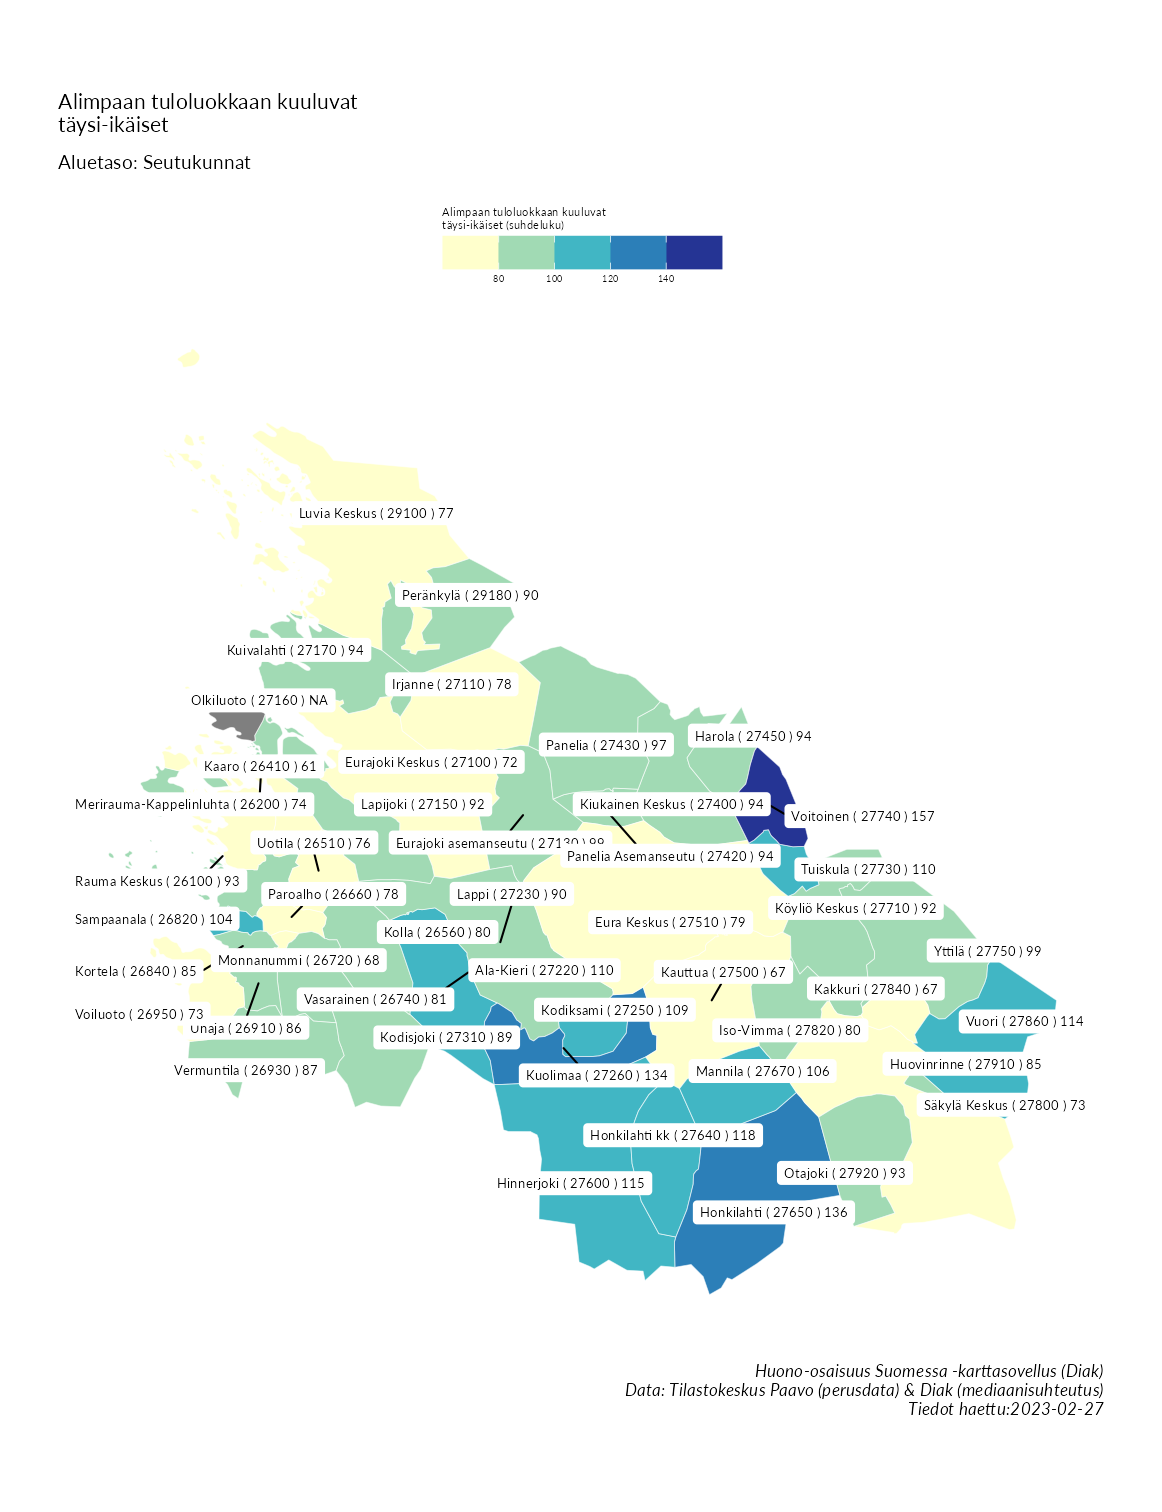 Alimpaan tuloluokkaan kuuluvat
täysi-ikäiset
Aluetaso: Seutukunnat
Alimpaan tuloluokkaan kuuluvat
täysi-ikäiset (suhdeluku)
80 100 120 140
Luvia Keskus ( 29100 ) 77
Peränkylä ( 29180 ) 90
Kuivalahti ( 27170 ) 94
Irjanne ( 27110 ) 78
Olkiluoto ( 27160 ) NA
Harola ( 27450 ) 94
Panelia ( 27430 ) 97
Eurajoki Keskus ( 27100 ) 72
Kaaro ( 26410 ) 61
Merirauma-Kappelinluhta ( 26200 ) 74
Lapijoki ( 27150 ) 92
Kiukainen Keskus ( 27400 ) 94
Voitoinen ( 27740 ) 157
Uotila ( 26510 ) 76
Eurajoki asemanseutu ( 27130 ) 89
Panelia Asemanseutu ( 27420 ) 94
Tuiskula ( 27730 ) 110
Rauma Keskus ( 26100 ) 93
Paroalho ( 26660 ) 78
Lappi ( 27230 ) 90
Köyliö Keskus ( 27710 ) 92
Sampaanala ( 26820 ) 104
Eura Keskus ( 27510 ) 79
Kolla ( 26560 ) 80
Yttilä ( 27750 ) 99
Monnanummi ( 26720 ) 68
Kortela ( 26840 ) 85
Ala-Kieri ( 27220 ) 110
Kauttua ( 27500 ) 67
Kakkuri ( 27840 ) 67
Vasarainen ( 26740 ) 81
Kodiksami ( 27250 ) 109
Voiluoto ( 26950 ) 73
Vuori ( 27860 ) 114
Unaja ( 26910 ) 86
Iso-Vimma ( 27820 ) 80
Kodisjoki ( 27310 ) 89
Huovinrinne ( 27910 ) 85
Vermuntila ( 26930 ) 87
Kuolimaa ( 27260 ) 134
Mannila ( 27670 ) 106
Säkylä Keskus ( 27800 ) 73
Honkilahti kk ( 27640 ) 118
Otajoki ( 27920 ) 93
Hinnerjoki ( 27600 ) 115
Honkilahti ( 27650 ) 136
Huono-osaisuus Suomessa -karttasovellus (Diak)
Data: Tilastokeskus Paavo (perusdata) & Diak (mediaanisuhteutus)
Tiedot haettu:2023-02-27